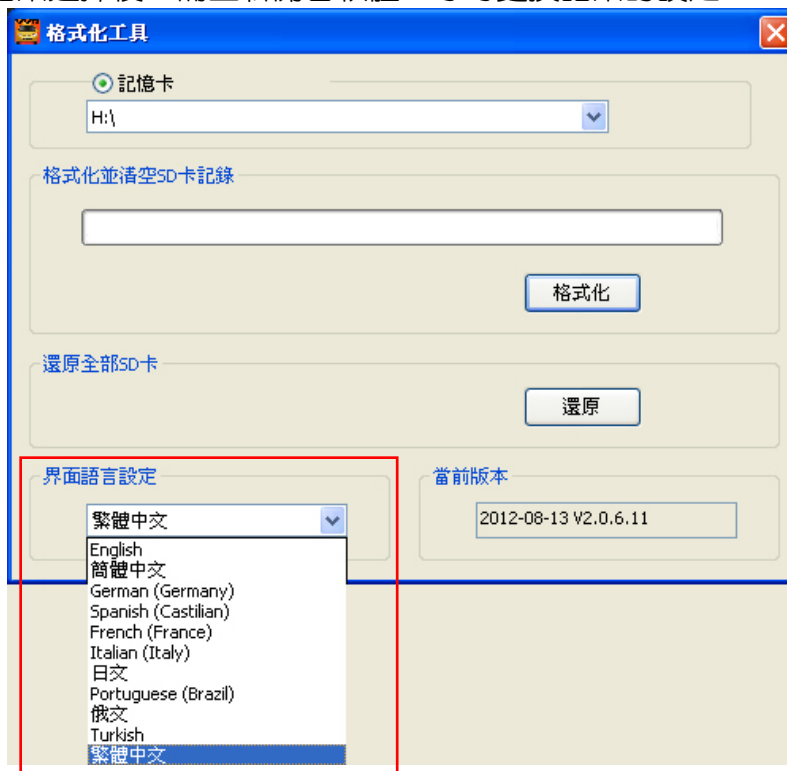 格式化工具
記憶卡
H:\
格式化並清空SD卡記錄
格式化
還原全部SD卡
還原
界面語言設定
當前版本
繁體中文
2012-08-13 V2.0.6.11
English
簡體中文
German (Germany)
Spanish (Castilian)
French (France)
Italian (Italy)
日文
Portuguese (Brazil)
俄文
Turkish
繁體中文